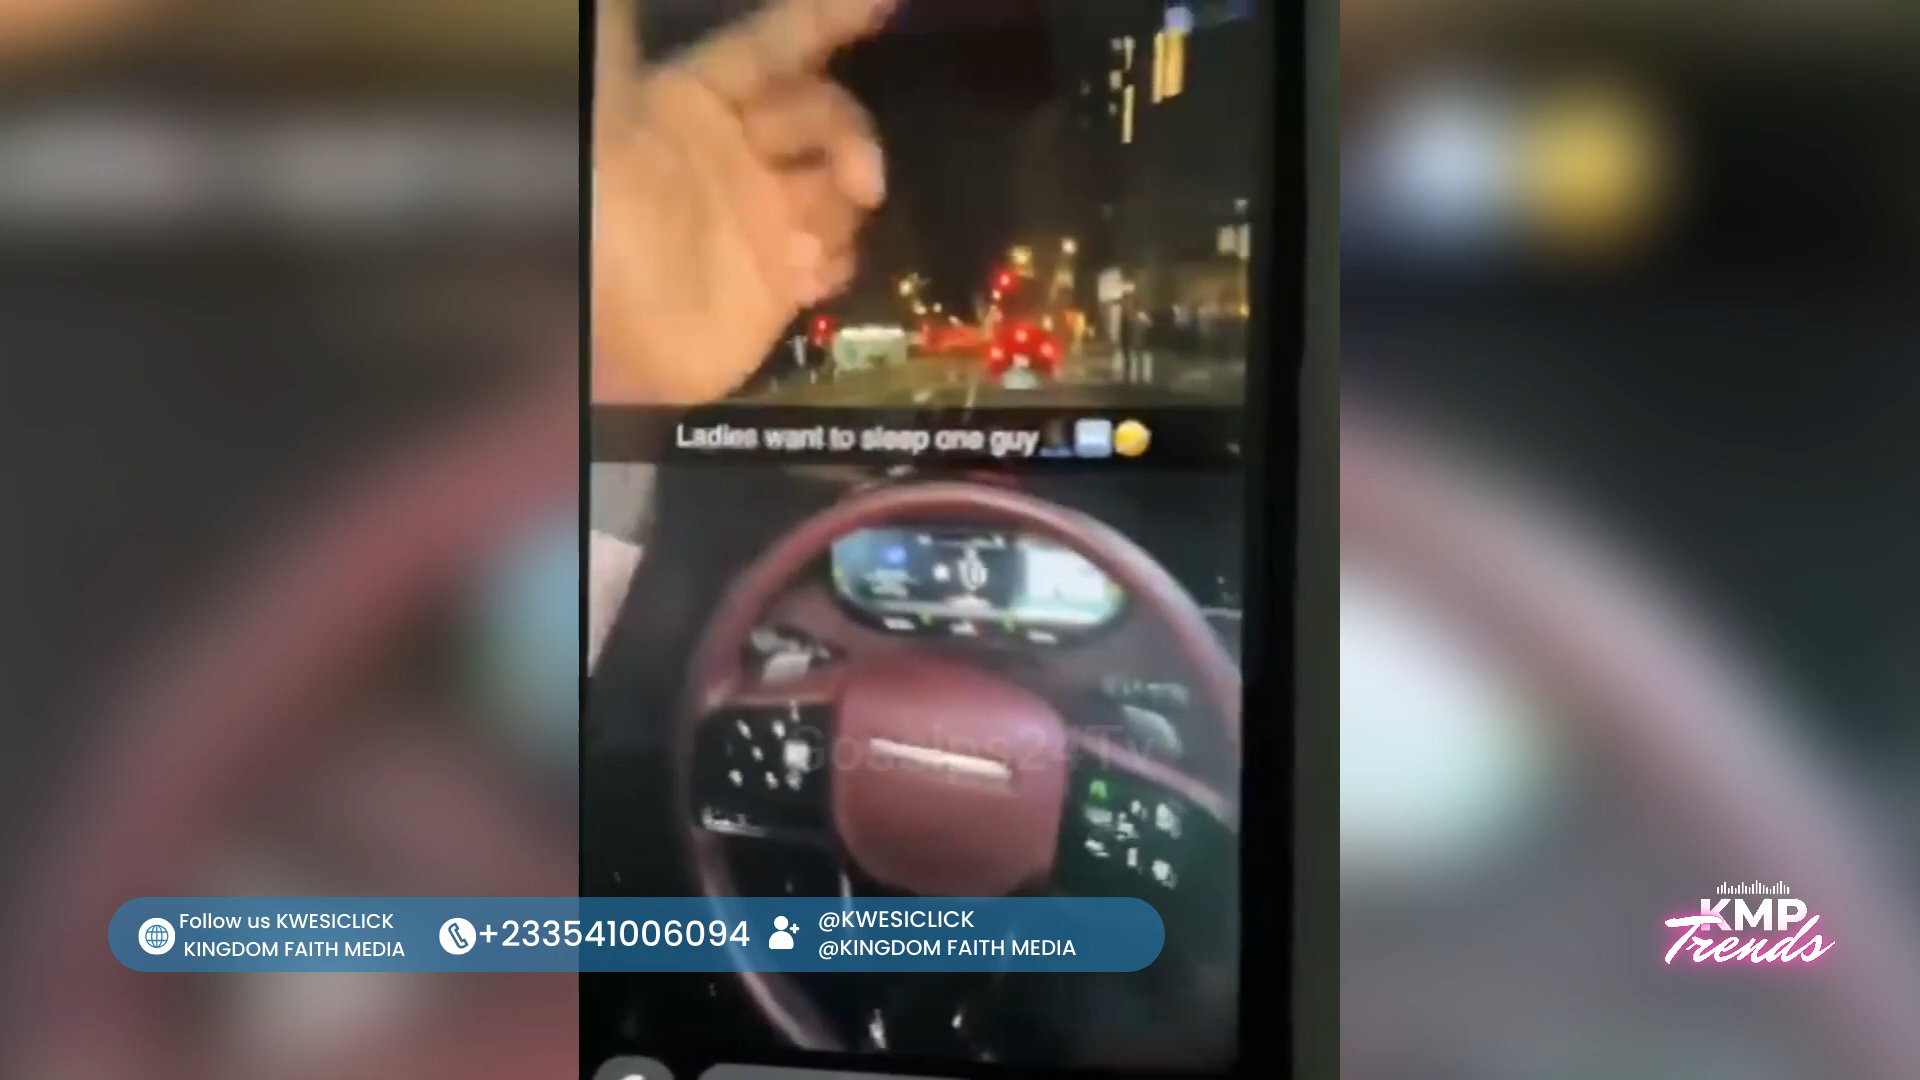 Ladies want to sleep one guy
Gossips24Tv
Follow us KWESICLICK
KINGDOM FAITH MEDIA
+233541006094
@KWESICLICK
@KINGDOM FAITH MEDIA
KMP
Trends